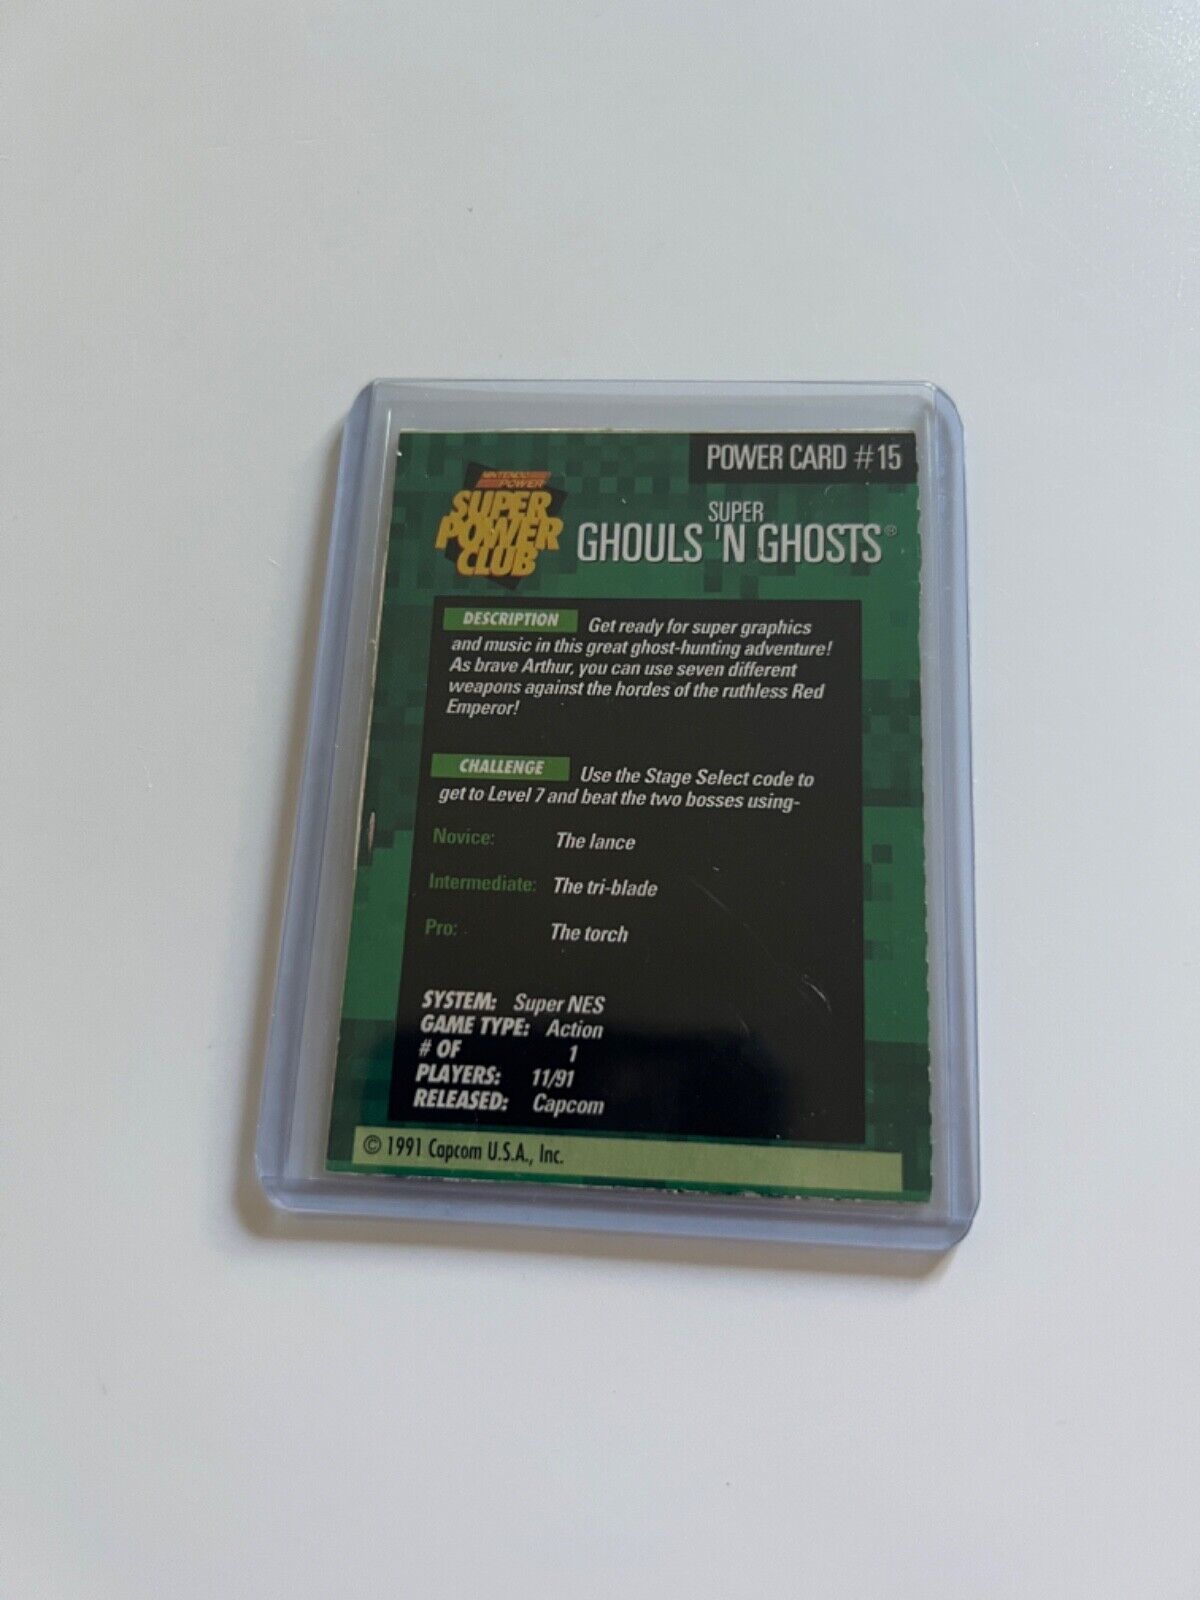 POWER CARD #15
NINTENDO
POWER
SUPER
POWER
CLUB
SUPER
GHOULS 'N GHOSTS®
DESCRIPTION Get ready for super graphics
and music in this great ghost-hunting adventure!
As brave Arthur, you can use seven different
weapons against the hordes of the ruthless Red
Emperor!
CHALLENGE Use the Stage Select code to
get to Level 7 and beat the two bosses using-
Novice: The lance
Intermediate: The tri-blade
Pro: The torch
SYSTEM: Super NES
GAME TYPE: Action
# OF 1
PLAYERS: 11/91
RELEASED: Capcom
© 1991 Capcom U.S.A., Inc.